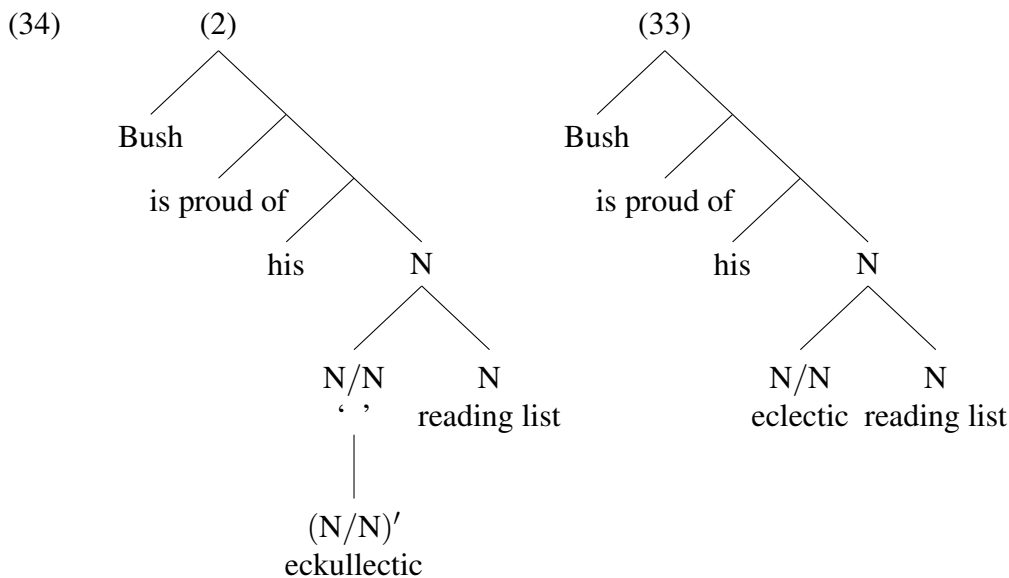 (34) (2) (33)
Bush Bush
is proud of is proud of
his N his N
N/N N N/N N
‘ ’ reading list eclectic reading list
(N/N)′
eckullectic